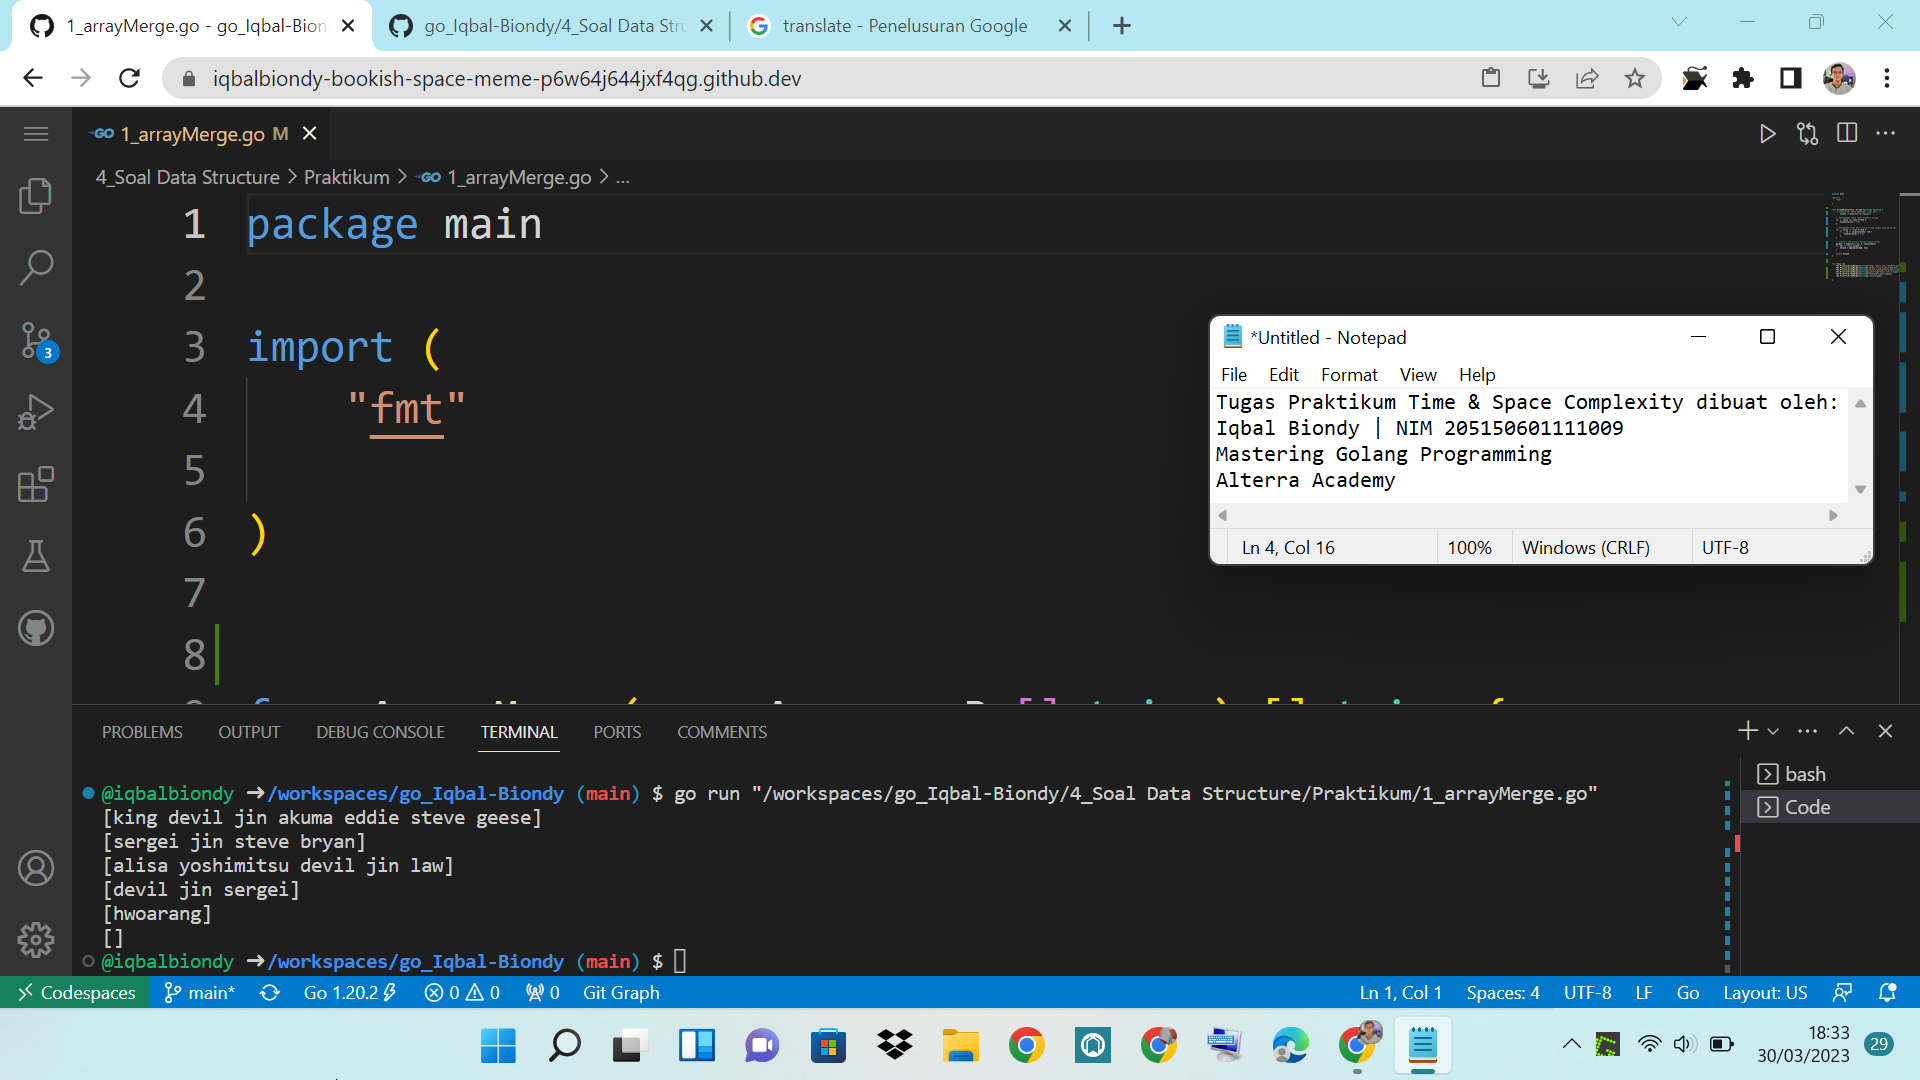 1_arrayMerge.go - go_Iqbal-Bion
go_Iqbal-Biondy/4_Soal Data Stru
translate - Penelusuran Google
iqbalbiondy-bookish-space-meme-p6w64j644jxf4qg.github.dev
GO 1_arrayMerge.go M
4_Soal Data Structure > Praktikum > GO 1_arrayMerge.go > ...
1 package main
2
3 import (
4 "fmt"
5
6 )
7
8
3
*Untitled - Notepad
File Edit Format View Help
Tugas Praktikum Time & Space Complexity dibuat oleh:
Iqbal Biondy | NIM 205150601111009
Mastering Golang Programming
Alterra Academy
Ln 4, Col 16 100% Windows (CRLF) UTF-8
PROBLEMS OUTPUT DEBUG CONSOLE TERMINAL PORTS COMMENTS
@iqbalbiondy ➜/workspaces/go_Iqbal-Biondy (main) $ go run "/workspaces/go_Iqbal-Biondy/4_Soal Data Structure/Praktikum/1_arrayMerge.go"
[king devil jin akuma eddie steve geese]
[sergei jin steve bryan]
[alisa yoshimitsu devil jin law]
[devil jin sergei]
[hwoarang]
[]
@iqbalbiondy ➜/workspaces/go_Iqbal-Biondy (main) $
bash
Code
Codespaces main* Go 1.20.2 0 0 0 Git Graph Ln 1, Col 1 Spaces: 4 UTF-8 LF Go Layout: US
18:33
30/03/2023
29